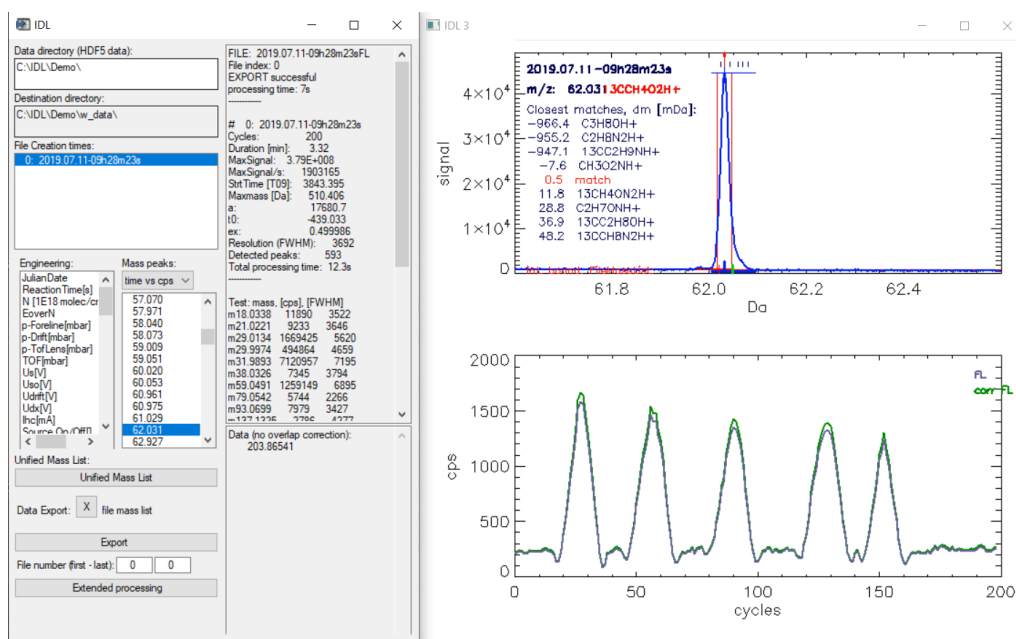 IDL
Data directory (HDF5 data):
C:\IDL\Demo\
Destination directory:
C:\IDL\Demo\w_data\
File Creation times:
0: 2019.07.11-09h28m23s
Engineering:
JulianDate
ReactionTime[s]
N [1E18 molec/cr
EoverN
p-Foreline[mbar]
p-Drift[mbar]
p-TofLens[mbar]
TOF[mbar]
Us[V]
Uso[V]
Udrift[V]
Udx[V]
Ihc[mA]
Source On/Off[]
Mass peaks:
time vs cps
57.070
57.971
58.040
58.073
59.009
59.051
60.020
60.053
60.961
60.975
61.029
62.031
62.927
Unified Mass List:
Unified Mass List
Data Export: X file mass list
Export
File number (first - last): 0 0
Extended processing
FILE: 2019.07.11-09h28m23sFL
File index: 0
EXPORT successful
processing time: 7s
------------
# 0: 2019.07.11-09h28m23s
Cycles: 200
Duration [min]: 3.32
MaxSignal: 3.79E+008
MaxSignal/s: 1903165
StrtTime [T09]: 3843.395
Maxmass [Da]: 510.406
a: 17680.7
t0: -439.033
ex: 0.499986
Resolution (FWHM): 3692
Detected peaks: 593
Total processing time: 12.3s
------------
Test: mass, [cps], [FWHM]
m18.0338 11890 3522
m21.0221 9233 3646
m29.0134 1669425 5620
m29.9974 494864 4659
m31.9893 7120957 7195
m38.0326 7345 3794
m59.0491 1259149 6895
m79.0542 5744 2266
m93.0699 7979 3427
m137.1325 2796 4277
Data (no overlap correction):
203.86541
IDL 3
2019.07.11-09h28m23s
m/z: 62.0313CCH4O2H+
Closest matches, dm [mDa]:
-966.4 C3H8OH+
-955.2 C2H8N2H+
-947.1 13CC2H9NH+
-7.6 CH3O2NH+
0.5 match
11.8 13CH4ON2H+
28.8 C2H7ONH+
36.9 13CC2H8OH+
48.2 13CCH8N2H+
signal
4×10⁴
3×10⁴
2×10⁴
1×10⁴
0
61.8 62.0 62.2 62.4
Da
2000
1500
1000
500
0
cps
FL
corr FL
0 50 100 150 200
cycles